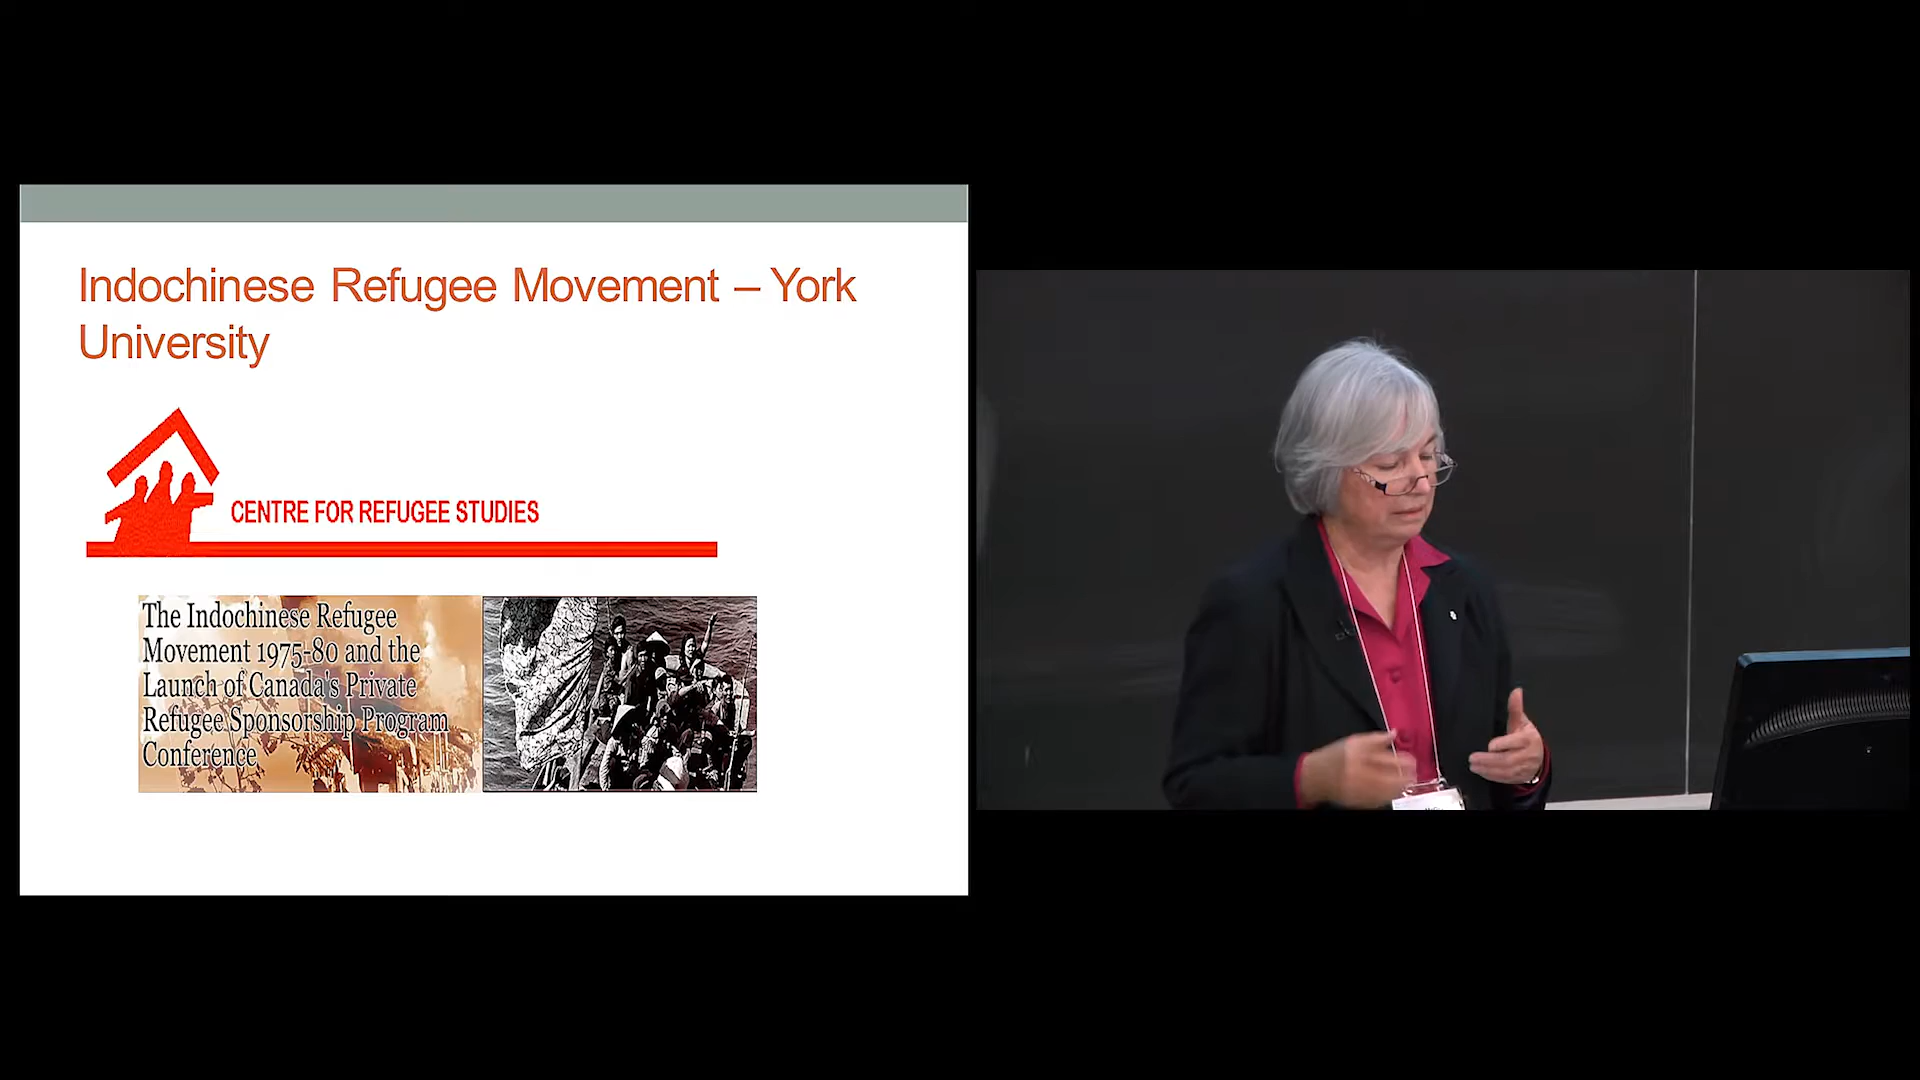 Indochinese Refugee Movement – York
University
CENTRE FOR REFUGEE STUDIES
The Indochinese Refugee
Movement 1975-80 and the
Launch of Canada's Private
Refugee Sponsorship Program
Conference